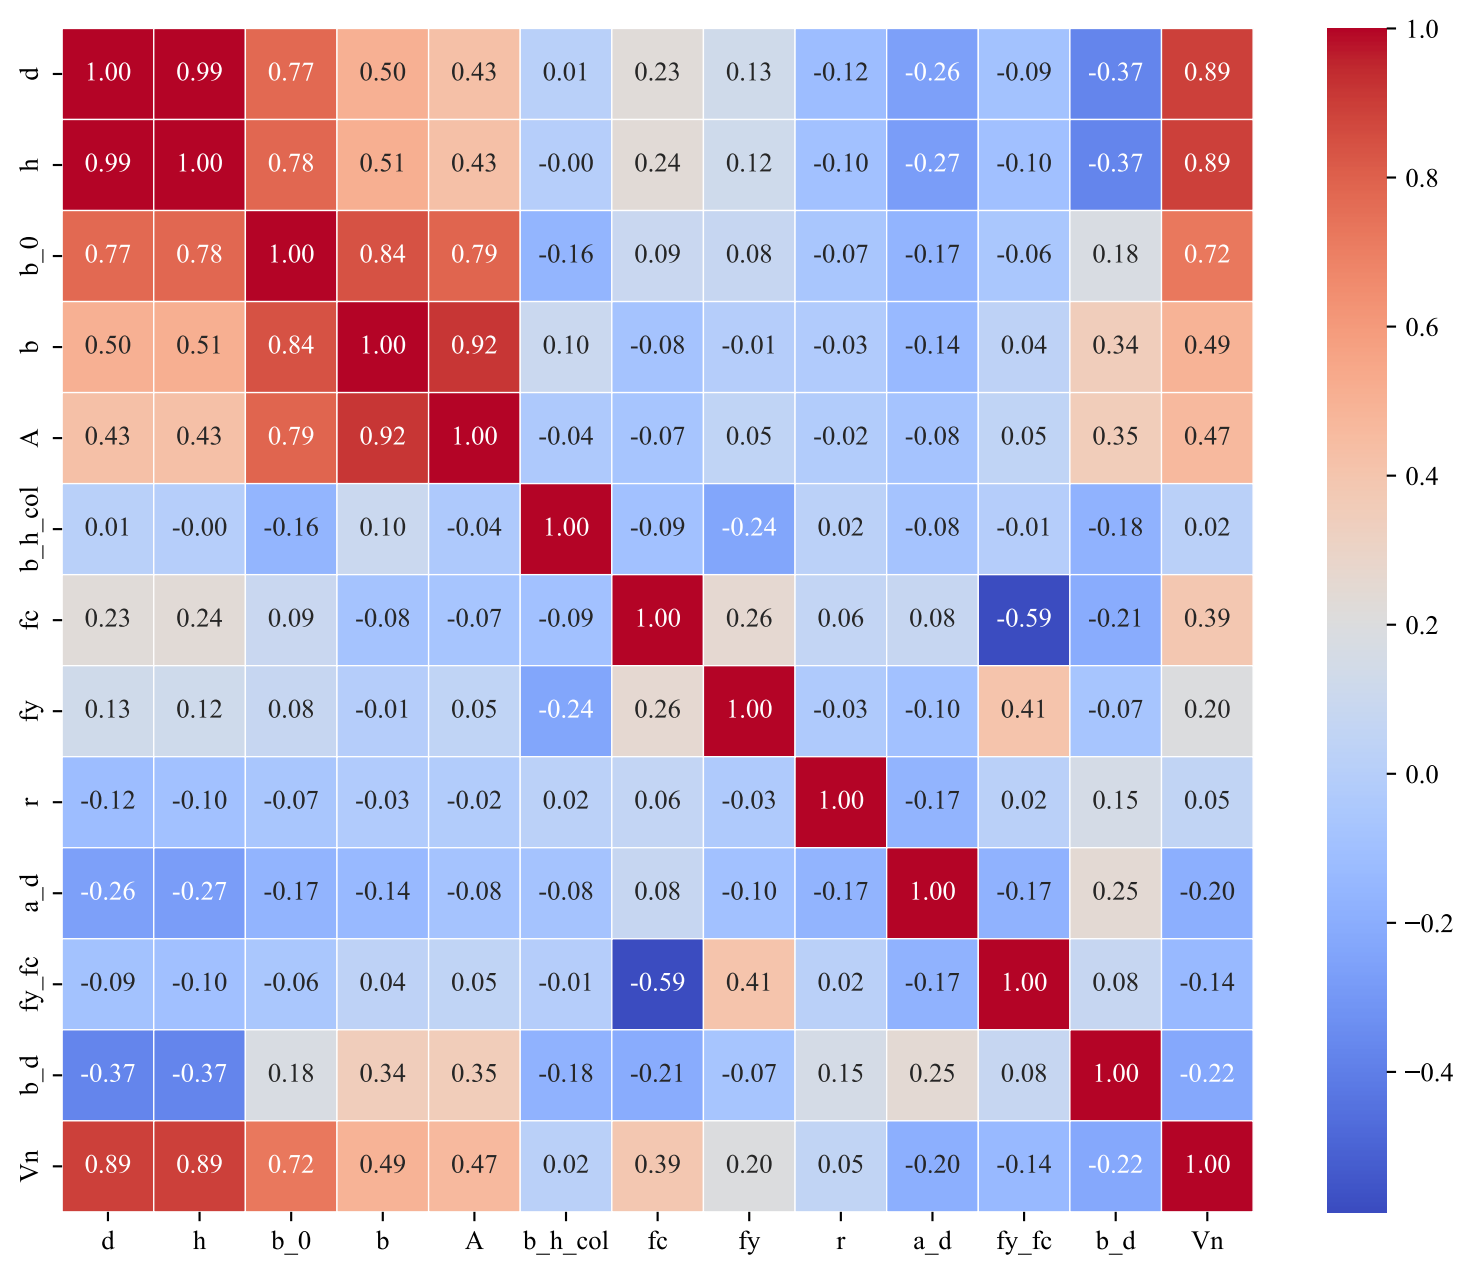 d 1.00 0.99 0.77 0.50 0.43 0.01 0.23 0.13 -0.12 -0.26 -0.09 -0.37 0.89
h 0.99 1.00 0.78 0.51 0.43 -0.00 0.24 0.12 -0.10 -0.27 -0.10 -0.37 0.89
b_0 0.77 0.78 1.00 0.84 0.79 -0.16 0.09 0.08 -0.07 -0.17 -0.06 0.18 0.72
b 0.50 0.51 0.84 1.00 0.92 0.10 -0.08 -0.01 -0.03 -0.14 0.04 0.34 0.49
A 0.43 0.43 0.79 0.92 1.00 -0.04 -0.07 0.05 -0.02 -0.08 0.05 0.35 0.47
b_h_col 0.01 -0.00 -0.16 0.10 -0.04 1.00 -0.09 -0.24 0.02 -0.08 -0.01 -0.18 0.02
fc 0.23 0.24 0.09 -0.08 -0.07 -0.09 1.00 0.26 0.06 0.08 -0.59 -0.21 0.39
fy 0.13 0.12 0.08 -0.01 0.05 -0.24 0.26 1.00 -0.03 -0.10 0.41 -0.07 0.20
r -0.12 -0.10 -0.07 -0.03 -0.02 0.02 0.06 -0.03 1.00 -0.17 0.02 0.15 0.05
a_d -0.26 -0.27 -0.17 -0.14 -0.08 -0.08 0.08 -0.10 -0.17 1.00 -0.17 0.25 -0.20
fy_fc -0.09 -0.10 -0.06 0.04 0.05 -0.01 -0.59 0.41 0.02 -0.17 1.00 0.08 -0.14
b_d -0.37 -0.37 0.18 0.34 0.35 -0.18 -0.21 -0.07 0.15 0.25 0.08 1.00 -0.22
Vn 0.89 0.89 0.72 0.49 0.47 0.02 0.39 0.20 0.05 -0.20 -0.14 -0.22 1.00
d h b_0 b A b_h_col fc fy r a_d fy_fc b_d Vn
1.0
0.8
0.6
0.4
0.2
0.0
−0.2
−0.4